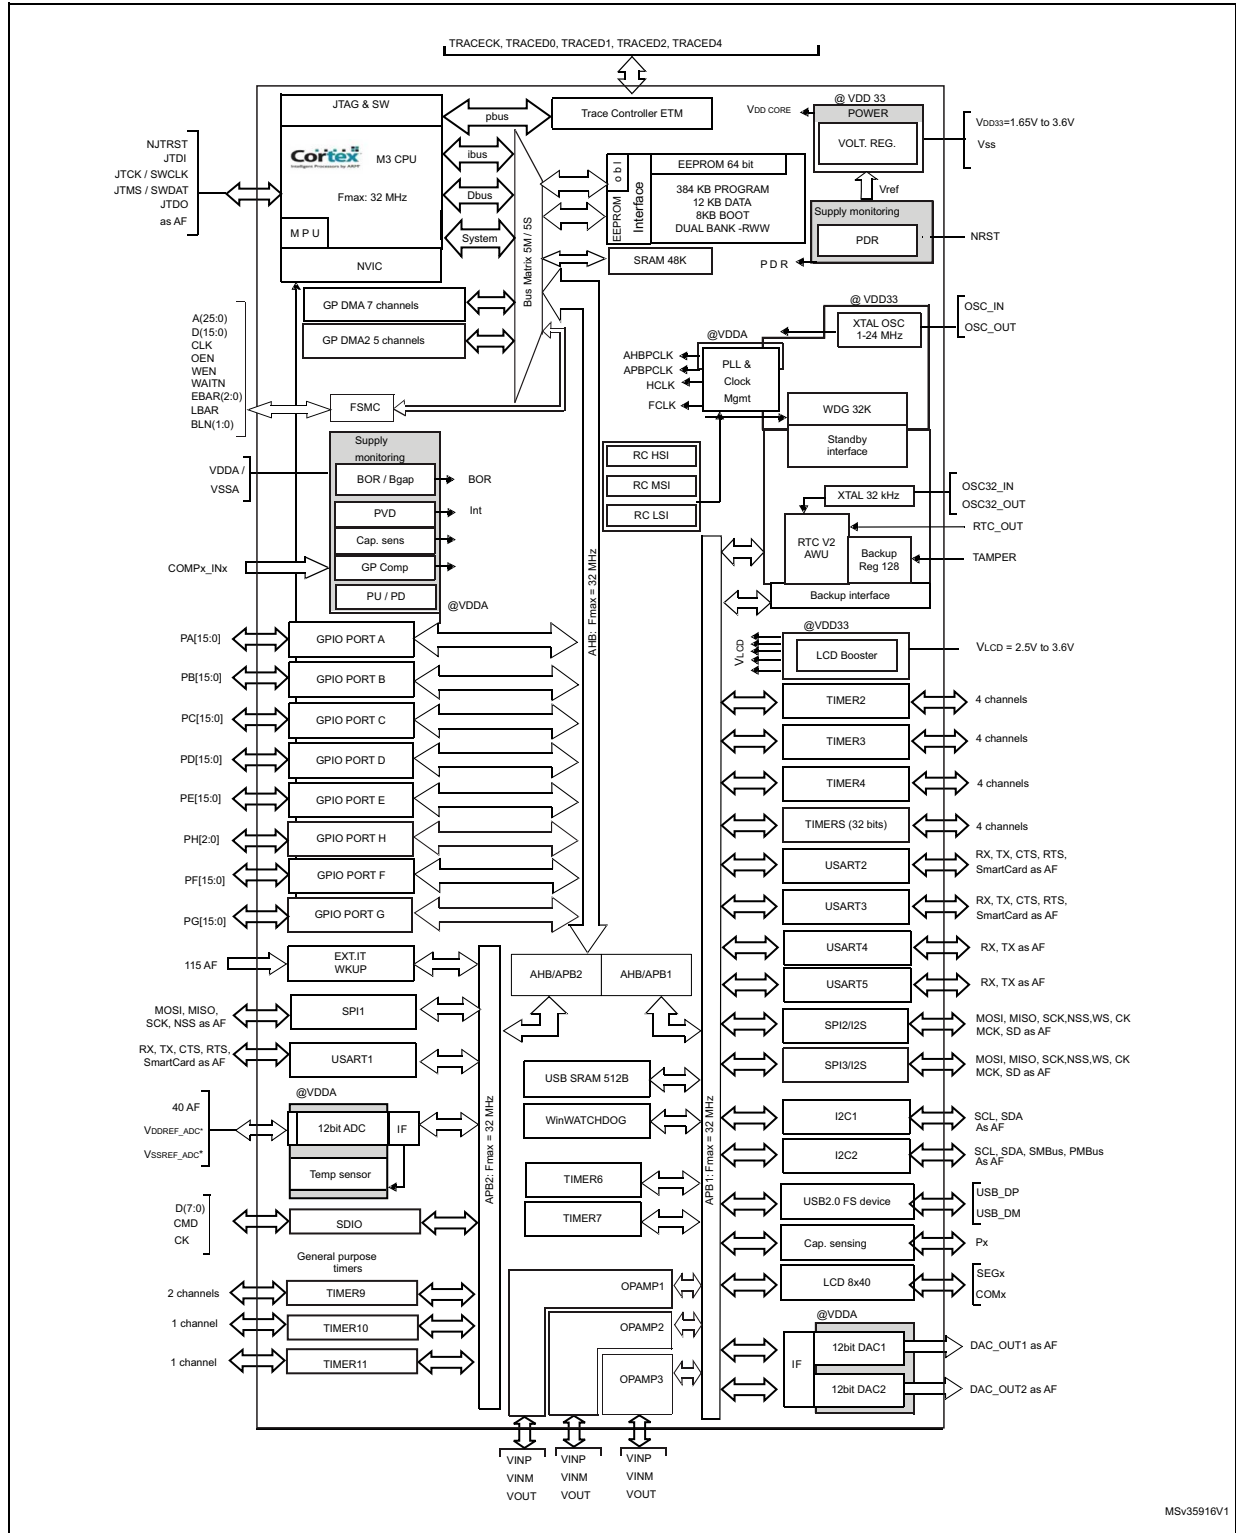 TRACECK, TRACED0, TRACED1, TRACED2, TRACED4
JTAG & SW
pbus
Trace Controller ETM
VDD CORE
@ VDD 33
POWER
VOLT. REG.
VDD33=1.65V to 3.6V
Vss
NJTRST
JTDI
JTCK / SWCLK
JTMS / SWDAT
JTDO
as AF
Cortex
Intelligent Processors by ARM®
M3 CPU
Fmax: 32 MHz
MPU
NVIC
ibus
Dbus
System
Bus Matrix 5M / 5S
EEPROM
obl
Interface
EEPROM 64 bit
384 KB PROGRAM
12 KB DATA
8KB BOOT
DUAL BANK -RWW
SRAM 48K
Vref
Supply monitoring
PDR
NRST
PDR
GP DMA 7 channels
GP DMA2 5 channels
A(25:0)
D(15:0)
CLK
OEN
WEN
WAITN
EBAR(2:0)
LBAR
BLN(1:0)
FSMC
@ VDD33
XTAL OSC
1-24 MHz
OSC_IN
OSC_OUT
@VDDA
AHBPCLK
APBPCLK
HCLK
FCLK
PLL &
Clock
Mgmt
WDG 32K
Standby
interface
Supply
monitoring
BOR / Bgap
BOR
PVD
Int
Cap. sens
GP Comp
PU / PD
@VDDA
VDDA /
VSSA
COMPx_INx
RC HSI
RC MSI
RC LSI
XTAL 32 kHz
OSC32_IN
OSC32_OUT
RTC V2
AWU
Backup
Reg 128
RTC_OUT
TAMPER
Backup interface
AHB: Fmax = 32 MHz
PA[15:0]
GPIO PORT A
PB[15:0]
GPIO PORT B
PC[15:0]
GPIO PORT C
PD[15:0]
GPIO PORT D
PE[15:0]
GPIO PORT E
PH[2:0]
GPIO PORT H
PF[15:0]
GPIO PORT F
PG[15:0]
GPIO PORT G
@VDD33
VLCD
LCD Booster
VLCD = 2.5V to 3.6V
TIMER2
4 channels
TIMER3
4 channels
TIMER4
4 channels
TIMERS (32 bits)
4 channels
USART2
RX, TX, CTS, RTS,
SmartCard as AF
USART3
RX, TX, CTS, RTS,
SmartCard as AF
USART4
RX, TX as AF
USART5
RX, TX as AF
SPI2/I2S
MOSI, MISO, SCK,NSS,WS, CK
MCK, SD as AF
SPI3/I2S
MOSI, MISO, SCK,NSS,WS, CK
MCK, SD as AF
I2C1
SCL, SDA
As AF
I2C2
SCL, SDA, SMBus, PMBus
As AF
USB2.0 FS device
USB_DP
USB_DM
Cap. sensing
Px
LCD 8x40
SEGx
COMx
@VDDA
IF
12bit DAC1
DAC_OUT1 as AF
12bit DAC2
DAC_OUT2 as AF
115 AF
EXT.IT
WKUP
AHB/APB2
AHB/APB1
MOSI, MISO,
SCK, NSS as AF
SPI1
RX, TX, CTS, RTS,
SmartCard as AF
USART1
USB SRAM 512B
WinWATCHDOG
@VDDA
40 AF
VDDREF_ADC*
VSSREF_ADC*
12bit ADC
IF
Temp sensor
APB2: Fmax = 32 MHz
APB1: Fmax = 32 MHz
TIMER6
TIMER7
D(7:0)
CMD
CK
SDIO
General purpose
timers
2 channels
TIMER9
1 channel
TIMER10
1 channel
TIMER11
OPAMP1
OPAMP2
OPAMP3
VINP
VINM
VOUT
VINP
VINM
VOUT
VINP
VINM
VOUT
MSv35916V1